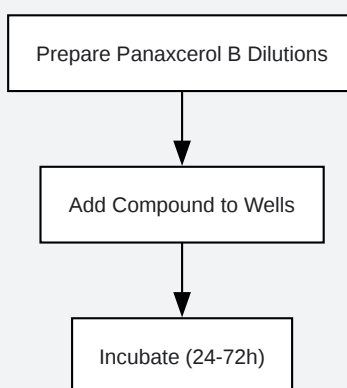 Prepare Panaxcerol B Dilutions
Add Compound to Wells
Incubate (24-72h)